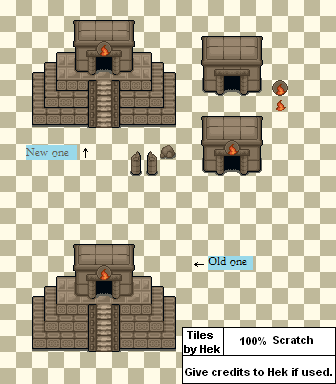 New one ↑
← Old one
Tiles
by Hek
100% Scratch
Give credits to Hek if used.